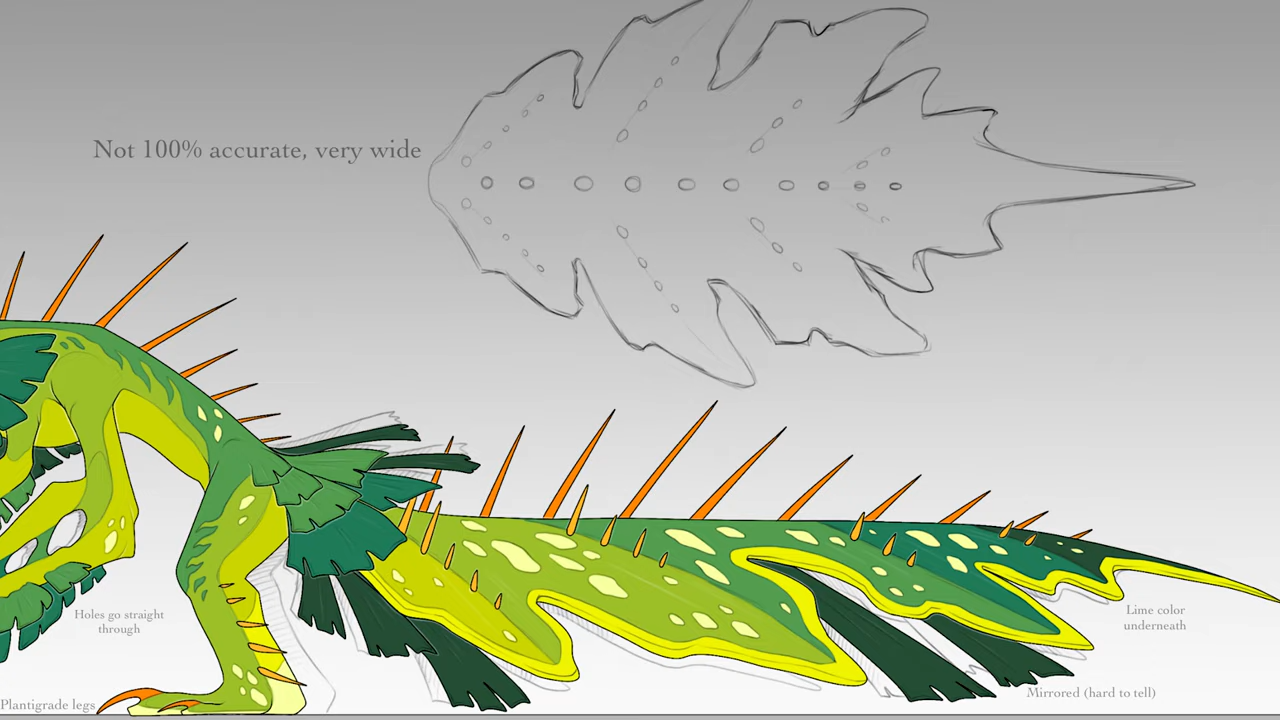 Not 100% accurate, very wide
Holes go straight
through
Lime color
underneath
Mirrored (hard to tell)
Plantigrade legs